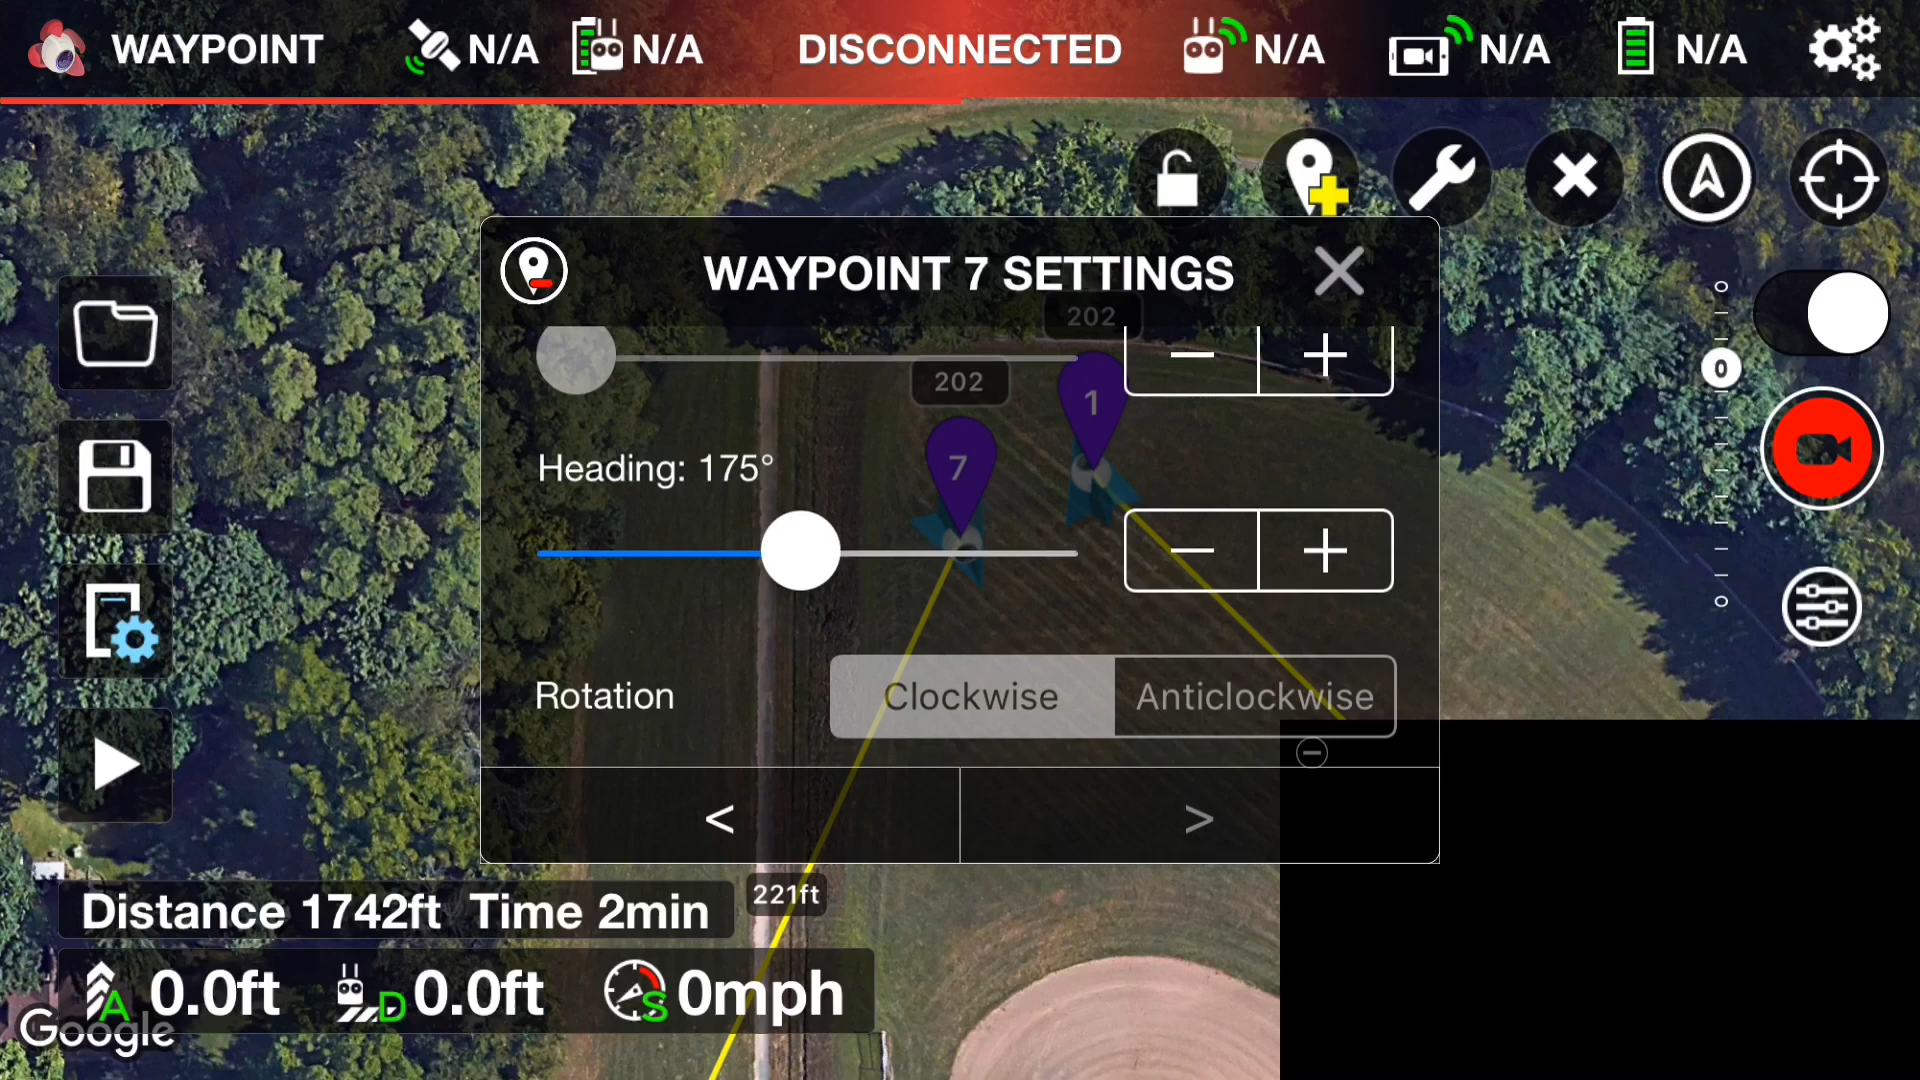 WAYPOINT
N/A
N/A
DISCONNECTED
N/A
N/A
N/A
WAYPOINT 7 SETTINGS
202
202
1
7
Heading: 175°
Rotation
Clockwise
Anticlockwise
<
>
0
Distance 1742ft Time 2min
221ft
A 0.0ft
D 0.0ft
S 0mph
Google